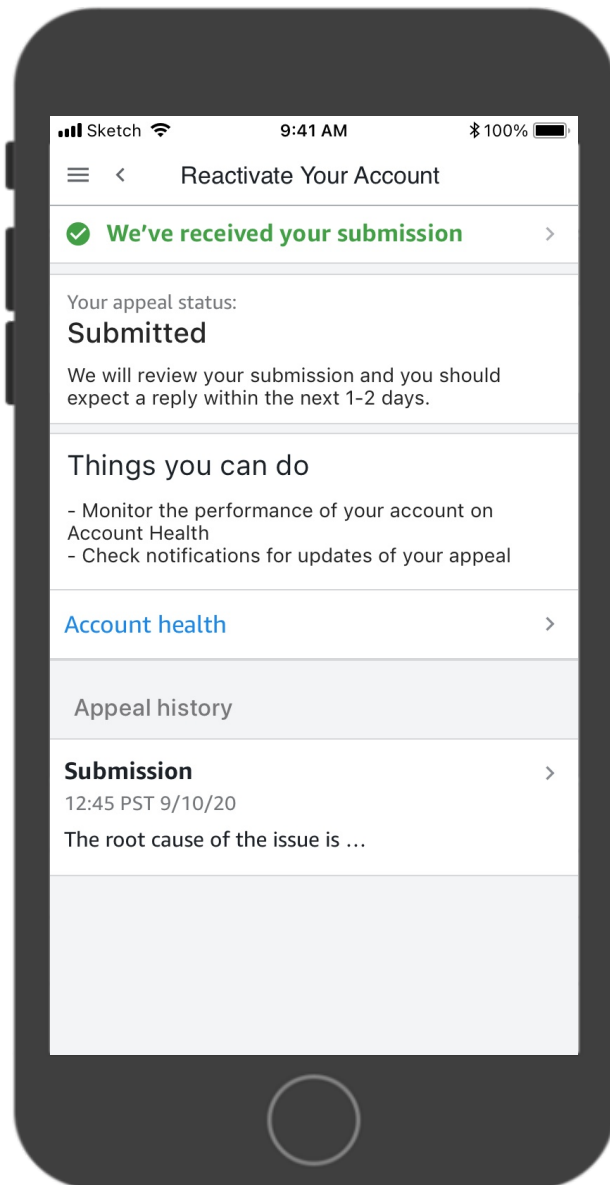 Sketch 9:41 AM 100%
Reactivate Your Account
We’ve received your submission
Your appeal status:
Submitted
We will review your submission and you should
expect a reply within the next 1-2 days.
Things you can do
- Monitor the performance of your account on
Account Health
- Check notifications for updates of your appeal
Account health
Appeal history
Submission
12:45 PST 9/10/20
The root cause of the issue is ...